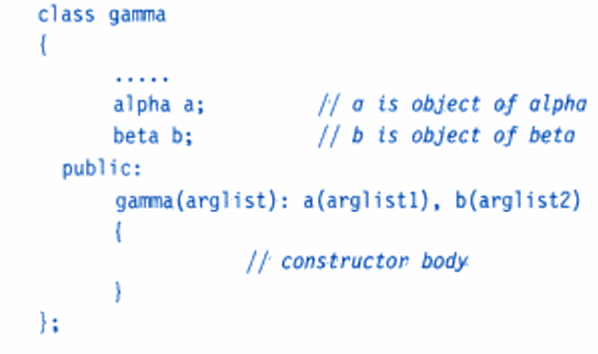 class gamma
{
.....
alpha a; // a is object of alpha
beta b; // b is object of beta
public:
gamma(arglist): a(arglist1), b(arglist2)
{
// constructor body
}
};